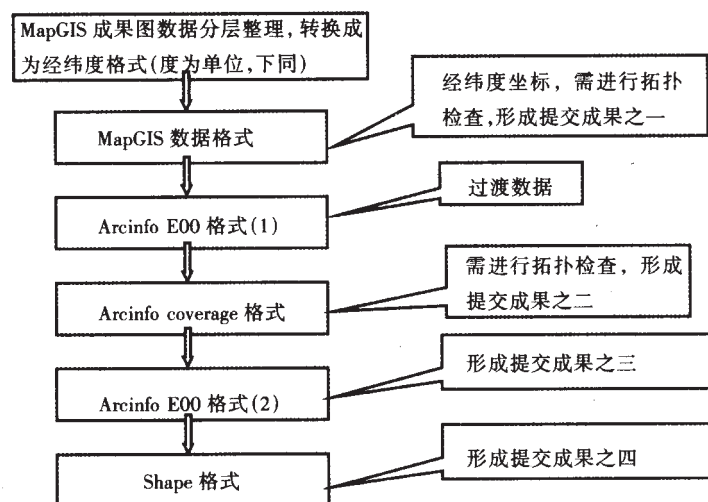 MapGIS 成果图数据分层整理，转换成
为经纬度格式(度为单位，下同)
经纬度坐标，需进行拓扑
检查，形成提交成果之一
MapGIS 数据格式
过渡数据
Arcinfo E00 格式(1)
需进行拓扑检查，形成
提交成果之二
Arcinfo coverage 格式
形成提交成果之三
Arcinfo E00 格式(2)
形成提交成果之四
Shape 格式